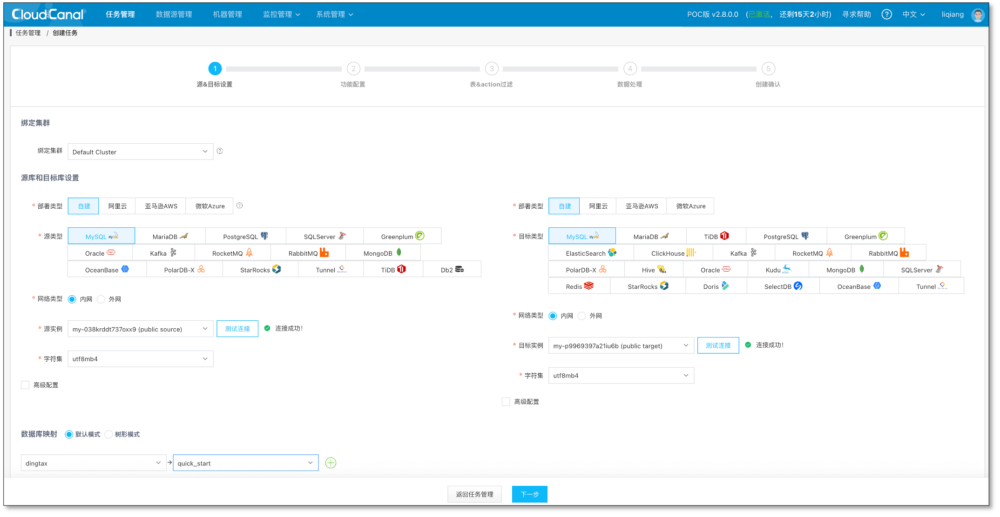 CloudCanal 任务管理 数据源管理 机器管理 监控管理 系统管理 POC版 v2.8.0.0 (已激活, 还剩15天2小时) 寻求帮助 ? 中文 liqiang
任务管理 / 创建任务
1 2 3 4 5
源&目标设置 功能配置 表&action过滤 数据处理 创建确认
绑定集群
绑定集群 Default Cluster ?
源库和目标库设置
* 部署类型 自建 阿里云 亚马逊AWS 微软Azure ?
* 源类型 MySQL MySQL MariaDB PostgreSQL SQLServer Greenplum
Oracle ORACLE Kafka RocketMQ RabbitMQ MongoDB
OceanBase PolarDB-X StarRocks Tunnel TiDB Db2
* 网络类型 内网 外网
* 源实例 my-038krddt737oxx9 (public source) 测试连接 连接成功!
* 字符集 utf8mb4
高级配置
* 部署类型 自建 阿里云 亚马逊AWS 微软Azure
* 目标类型 MySQL MySQL MariaDB TiDB PostgreSQL Greenplum
ElasticSearch ClickHouse Kafka RocketMQ RabbitMQ
PolarDB-X Hive Oracle ORACLE Kudu KUDU MongoDB SQLServer
Redis StarRocks Doris SelectDB OceanBase Tunnel
* 网络类型 内网 外网
* 目标实例 my-p9969397a21iu6b (public target) 测试连接 连接成功!
* 字符集 utf8mb4
高级配置
数据库映射 默认模式 树形模式
dingtax → quick_start
返回任务管理 下一步